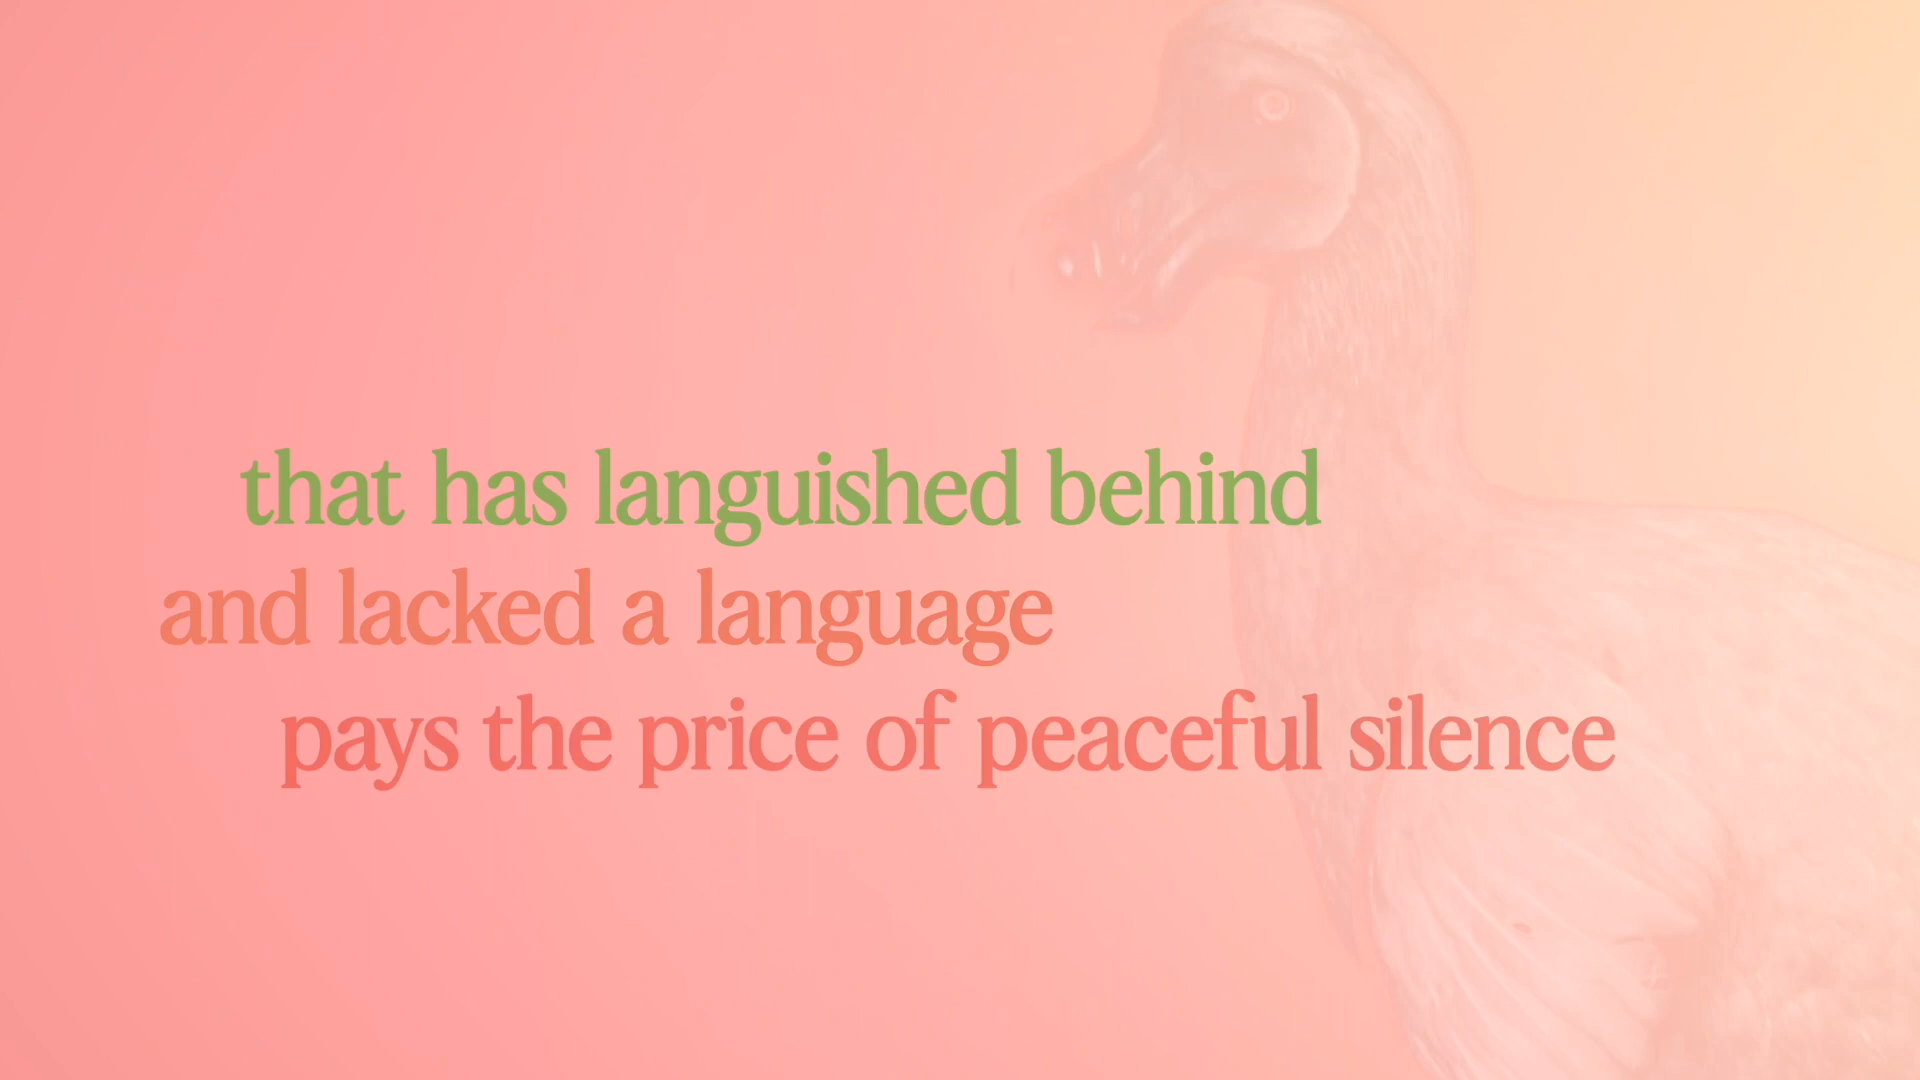 that has languished behind
and lacked a language
pays the price of peaceful silence